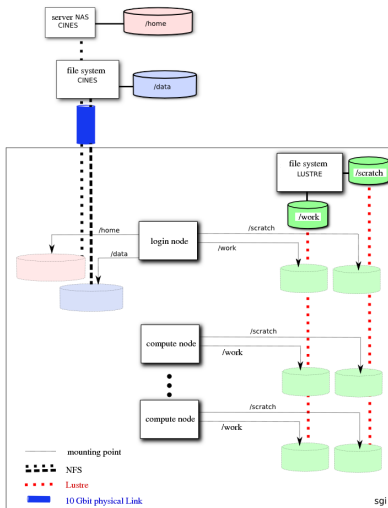 server NAS
CINES
/home
file system
CINES
/data
file system
LUSTRE
/scratch
/work
/home
/data
login node
/scratch
/work
compute node
/scratch
/work
compute node
/scratch
/work
mounting point
NFS
Lustre
10 Gbit physical Link
sgi